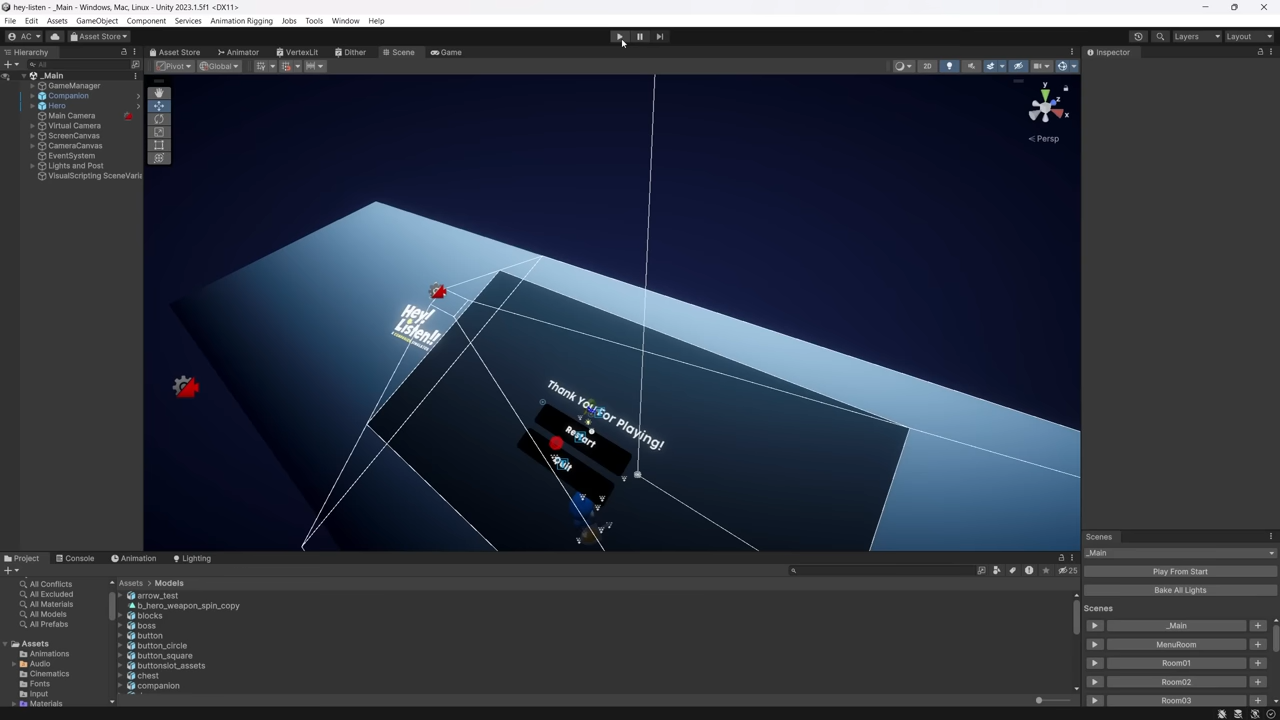 hey-listen - _Main - Windows, Mac, Linux - Unity 2023.1.5f1 <DX11>
File Edit Assets GameObject Component Services Animation Rigging Jobs Tools Window Help
AC Asset Store Layers Layout
Hierarchy Asset Store Animator VertexLit Dither Scene Game Inspector
All Pivot Global 2D
_Main
GameManager
Companion
Hero
Main Camera
Virtual Camera
ScreenCanvas
CameraCanvas
EventSystem
Lights and Post
VisualScripting SceneVaria
y
z
x
Persp
Hey!
Listen!!
Thank You For Playing!
Restart
Quit
Project Console Animation Lighting
25
All Conflicts
All Excluded
All Materials
All Models
All Prefabs
Assets
Animations
Audio
Cinematics
Fonts
Input
Materials
Assets > Models
arrow_test
b_hero_weapon_spin_copy
blocks
boss
button
button_circle
button_square
buttonslot_assets
chest
companion
Scenes
_Main
Play From Start
Bake All Lights
Scenes
_Main +
MenuRoom +
Room01 +
Room02 +
Room03 +